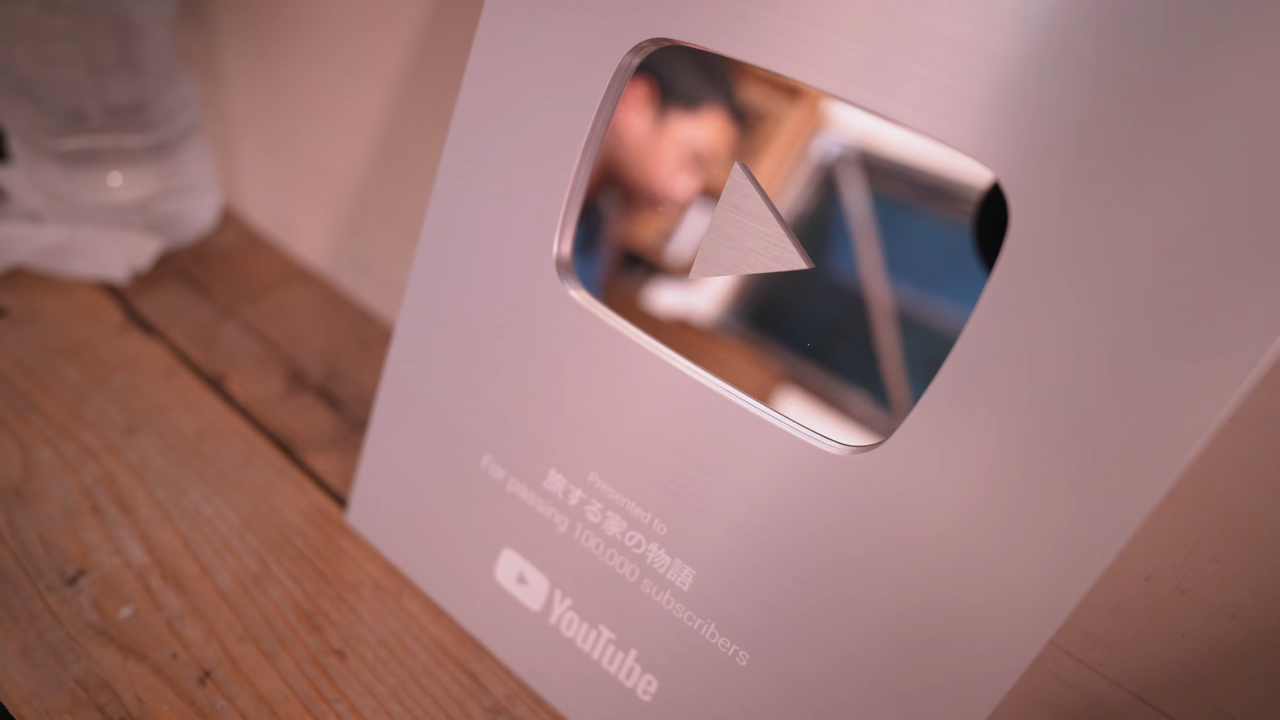 Presented to
旅する家の物語
For passing 100,000 subscribers
YouTube